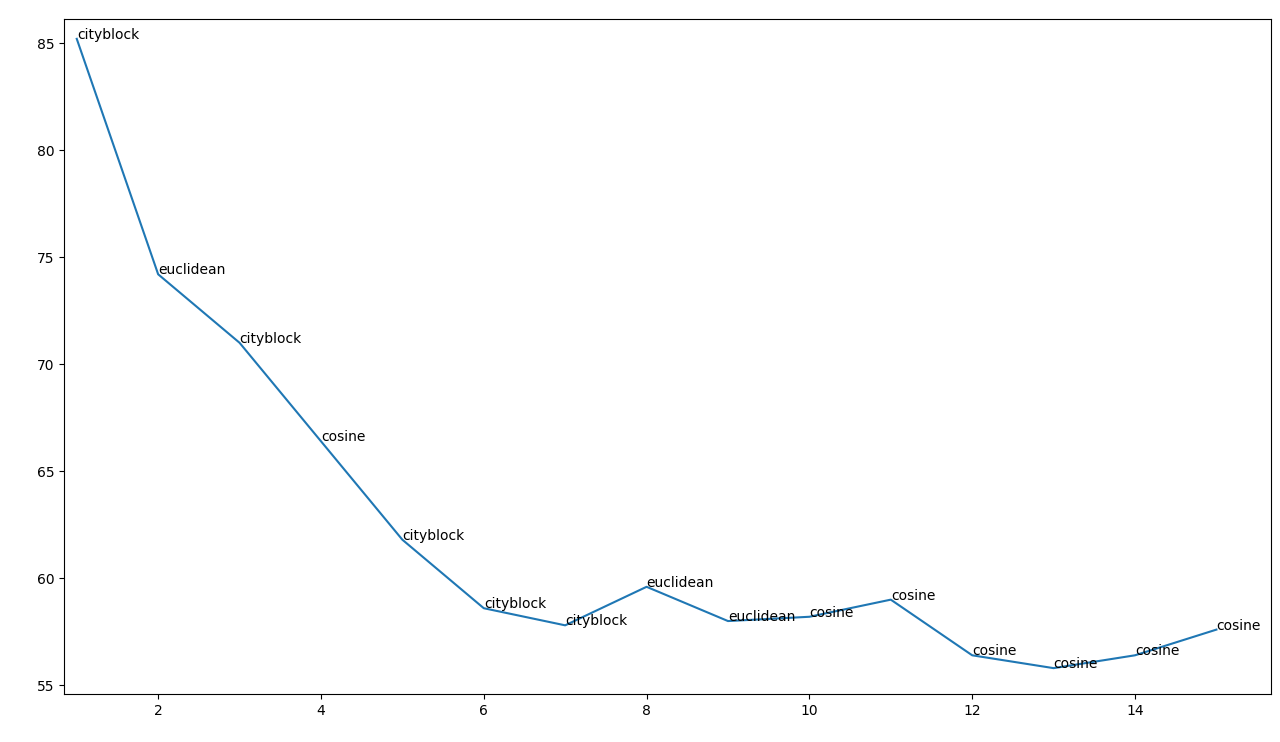 85
80
75
70
65
60
55
cityblock
euclidean
cityblock
cosine
cityblock
cityblock
cityblock
euclidean
euclidean
cosine
cosine
cosine
cosine
cosine
cosine
2 4 6 8 10 12 14